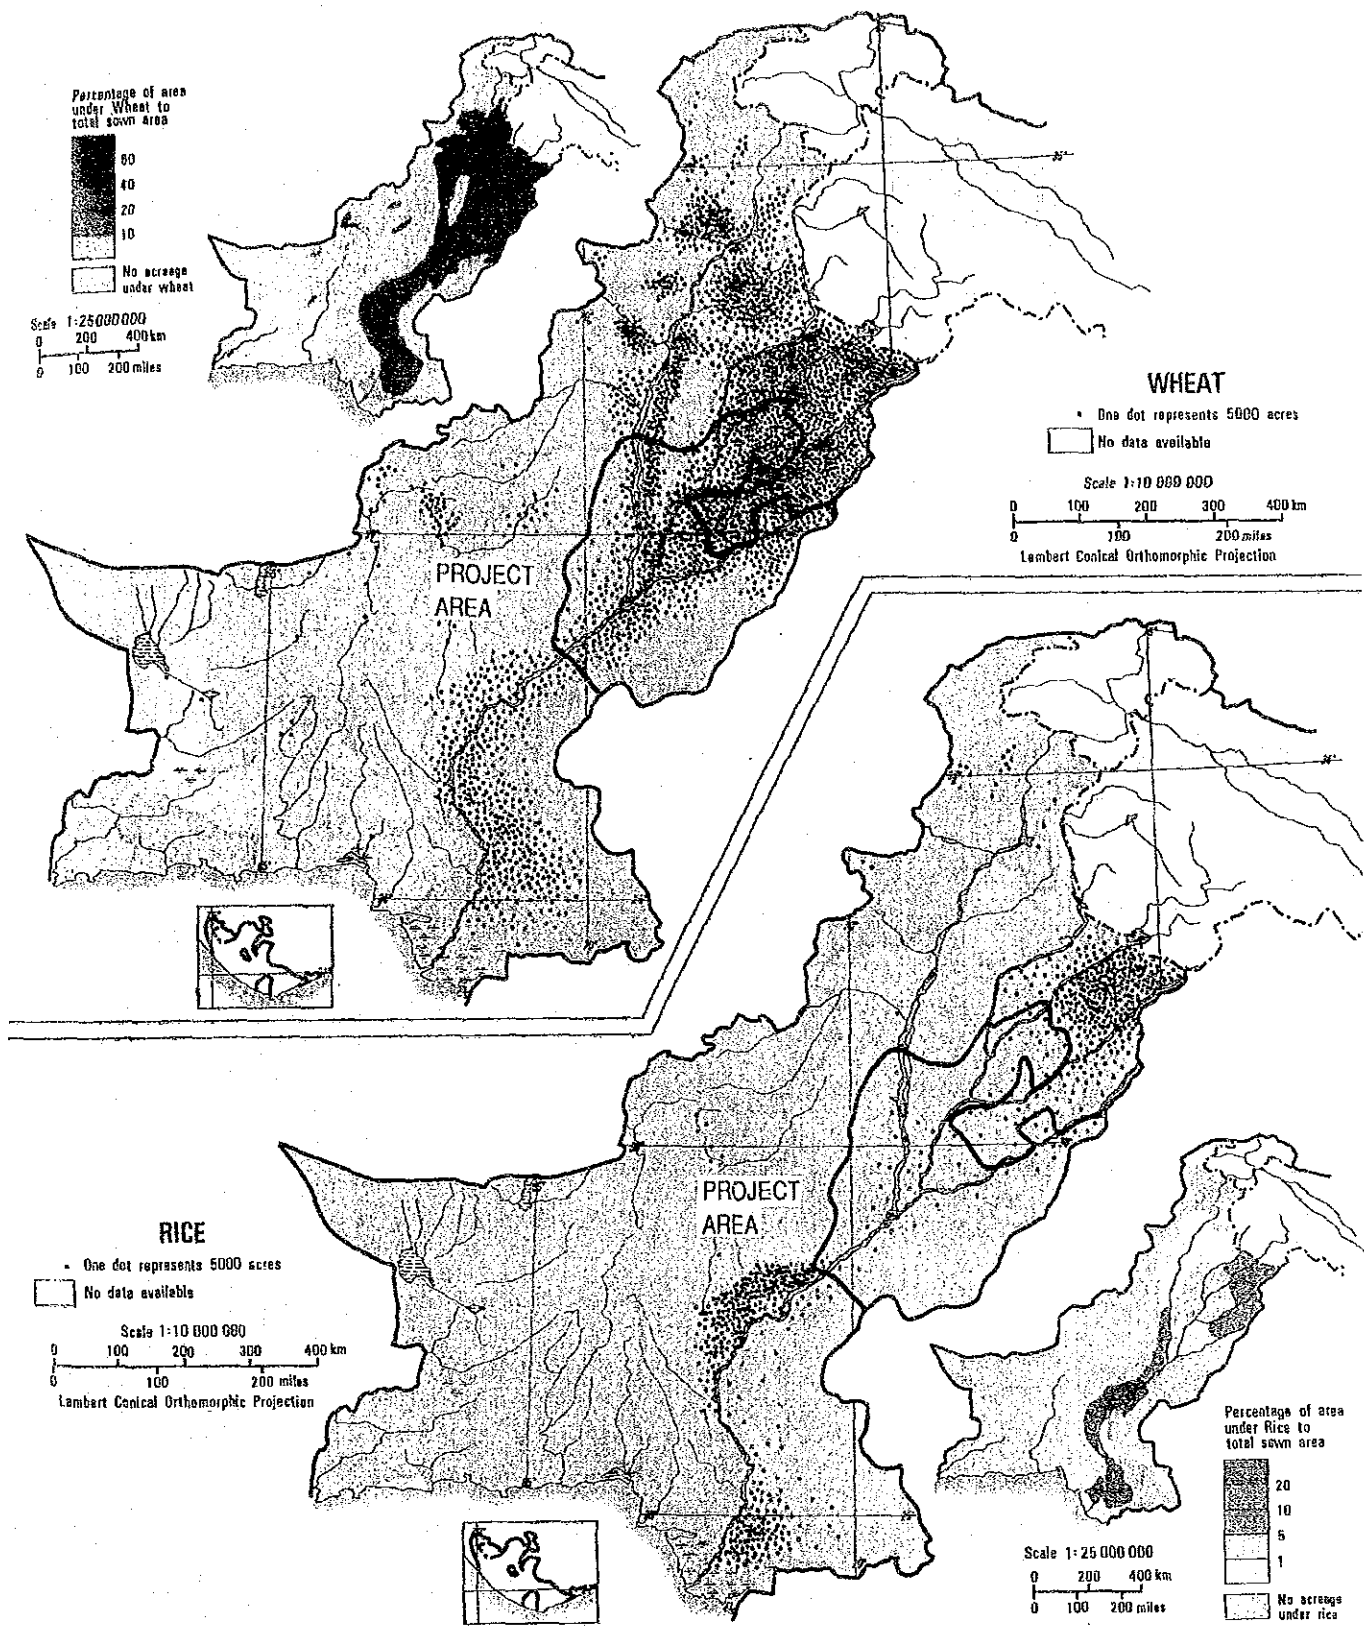 Percentage of area
under Wheat to
total sown area
60
40
20
10
No acreage
under wheat
Scale 1:25000000
0 200 400 km
0 100 200 miles
WHEAT
One dot represents 5000 acres
No data available
Scale 1:10 000 000
0 100 200 300 400 km
0 100 200 miles
Lambert Conical Orthomorphic Projection
PROJECT
AREA
RICE
One dot represents 5000 acres
No data available
Scale 1:10 000 000
0 100 200 300 400 km
0 100 200 miles
Lambert Conical Orthomorphic Projection
PROJECT
AREA
Percentage of area
under Rice to
total sown area
20
10
5
1
No acreage
under rice
Scale 1:25 000 000
0 200 400 km
0 100 200 miles